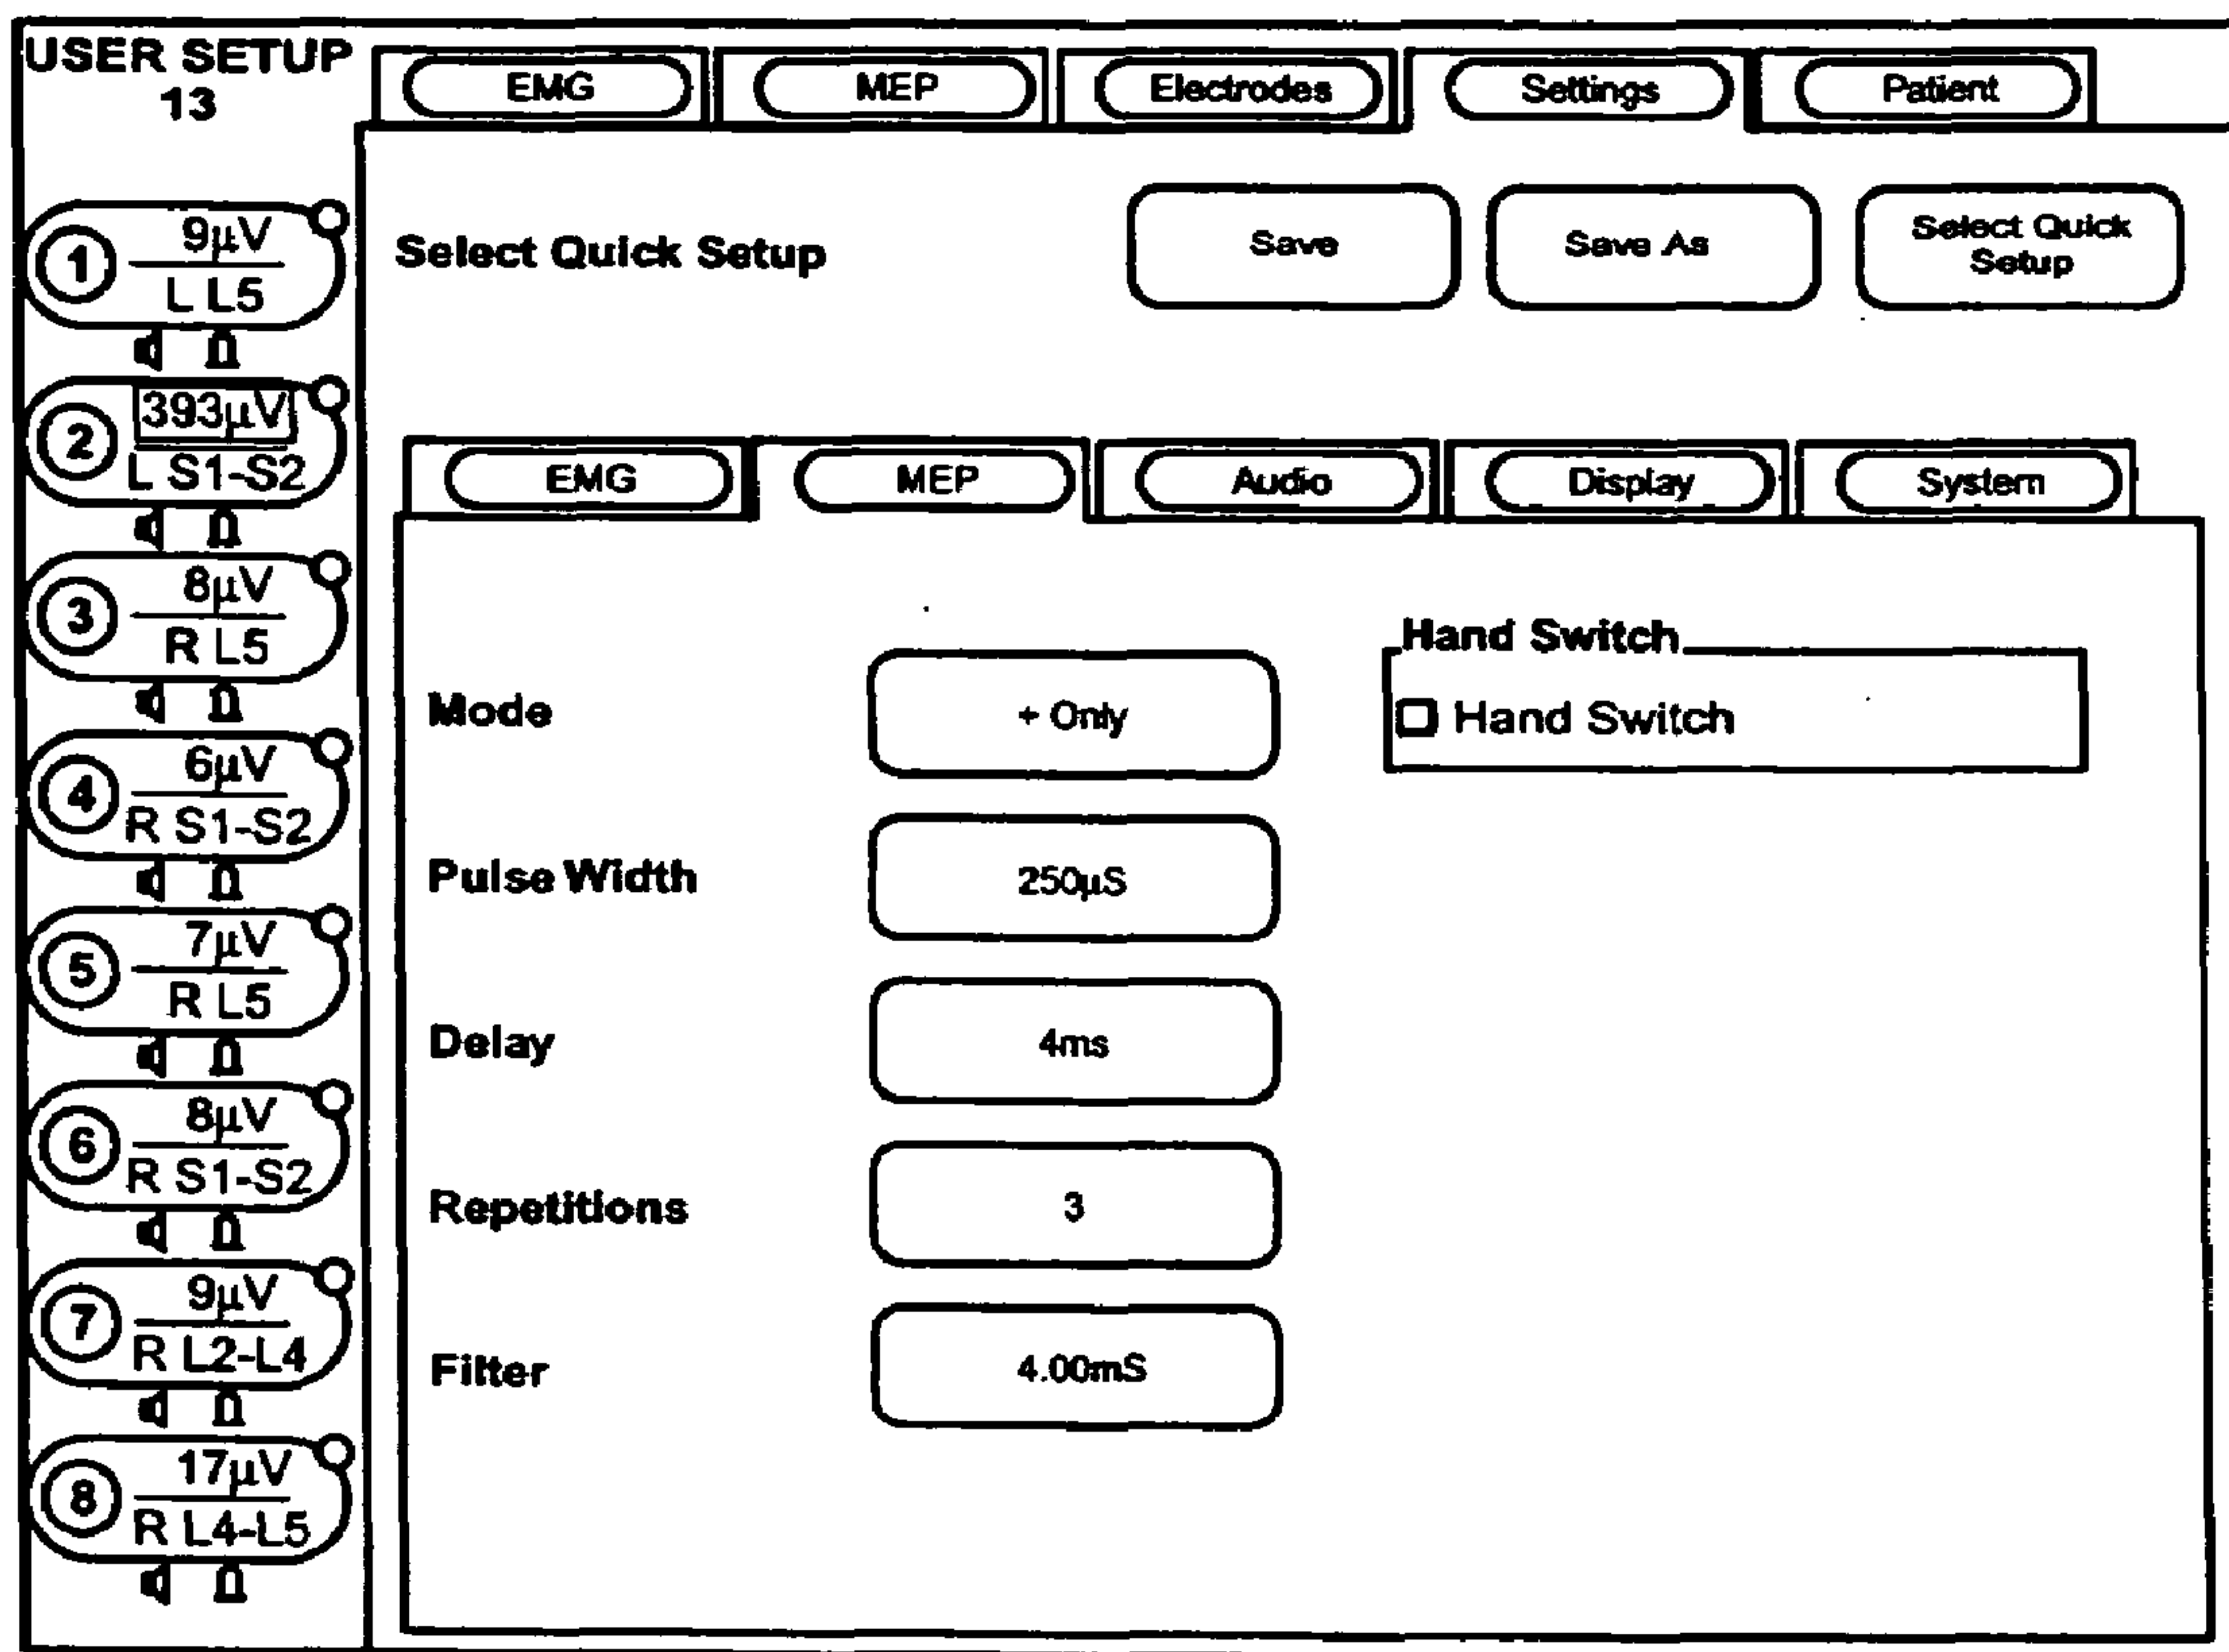 USER SETUP
13
EMG
MEP
Electrodes
Settings
Patient
Select Quick Setup
Save
Save As
Select Quick
Setup
1
9µV
L L5
2
393µV
L S1-S2
3
8µV
R L5
4
6µV
R S1-S2
5
7µV
R L5
6
8µV
R S1-S2
7
9µV
R L2-L4
8
17µV
R L4-L5
EMG
MEP
Audio
Display
System
Mode
+ Only
Hand Switch
Hand Switch
Pulse Width
250µS
Delay
4ms
Repetitions
3
Filter
4.00mS